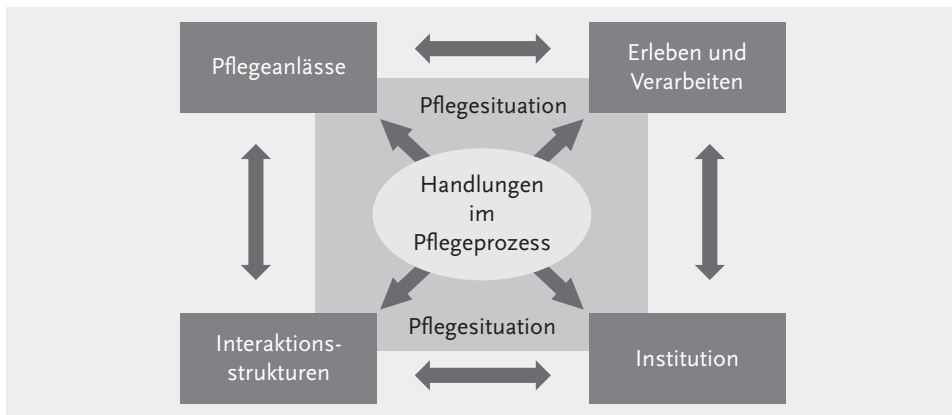 Pflegeanlässe
Erleben und
Verarbeiten
Pflegesituation
Handlungen
im
Pflegeprozess
Pflegesituation
Interaktions-
strukturen
Institution